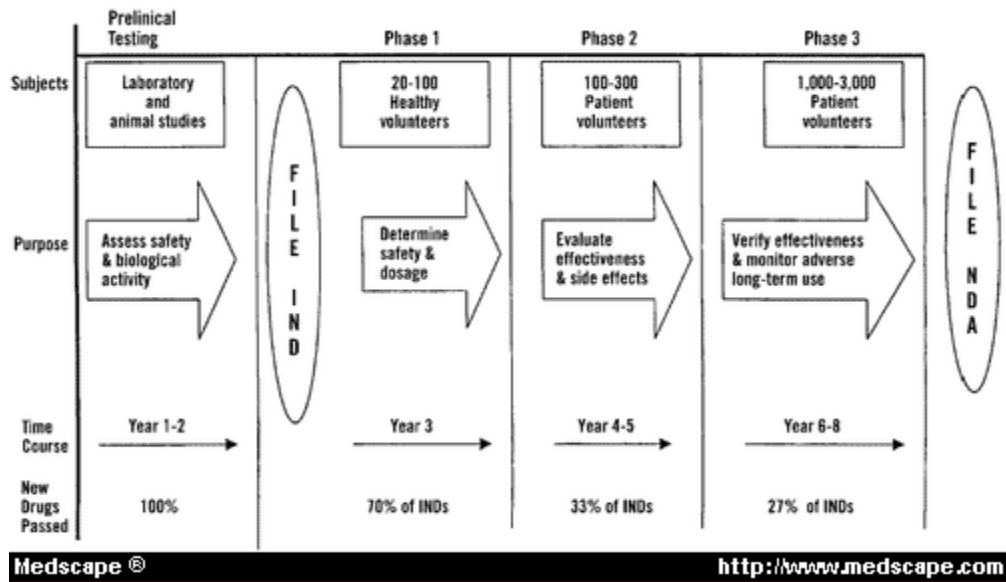 Prelinical
Testing
Phase 1
Phase 2
Phase 3
Subjects
Laboratory
and
animal studies
20-100
Healthy
volunteers
100-300
Patient
volunteers
1,000-3,000
Patient
volunteers
FILE IND
FILE NDA
Purpose
Assess safety
& biological
activity
Determine
safety &
dosage
Evaluate
effectiveness
& side effects
Verify effectiveness
& monitor adverse
long-term use
Time
Course
Year 1-2
Year 3
Year 4-5
Year 6-8
New
Drugs
Passed
100%
70% of INDs
33% of INDs
27% of INDs
Medscape ®
http://www.medscape.com